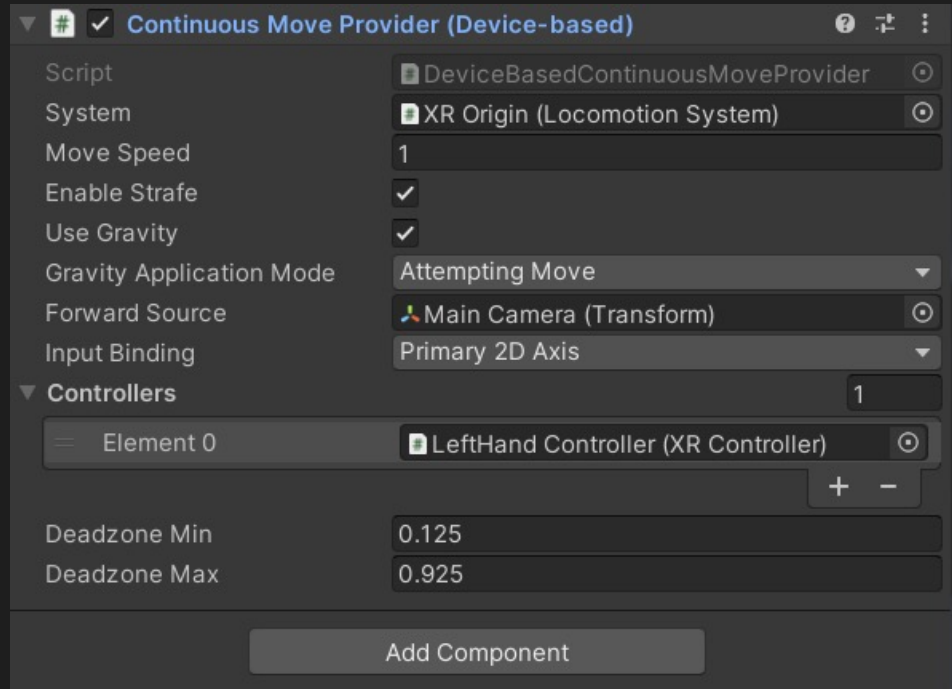 Continuous Move Provider (Device-based)
Script DeviceBasedContinuousMoveProvider
System XR Origin (Locomotion System)
Move Speed 1
Enable Strafe
Use Gravity
Gravity Application Mode Attempting Move
Forward Source Main Camera (Transform)
Input Binding Primary 2D Axis
Controllers 1
Element 0 LeftHand Controller (XR Controller)
+ −
Deadzone Min 0.125
Deadzone Max 0.925
Add Component